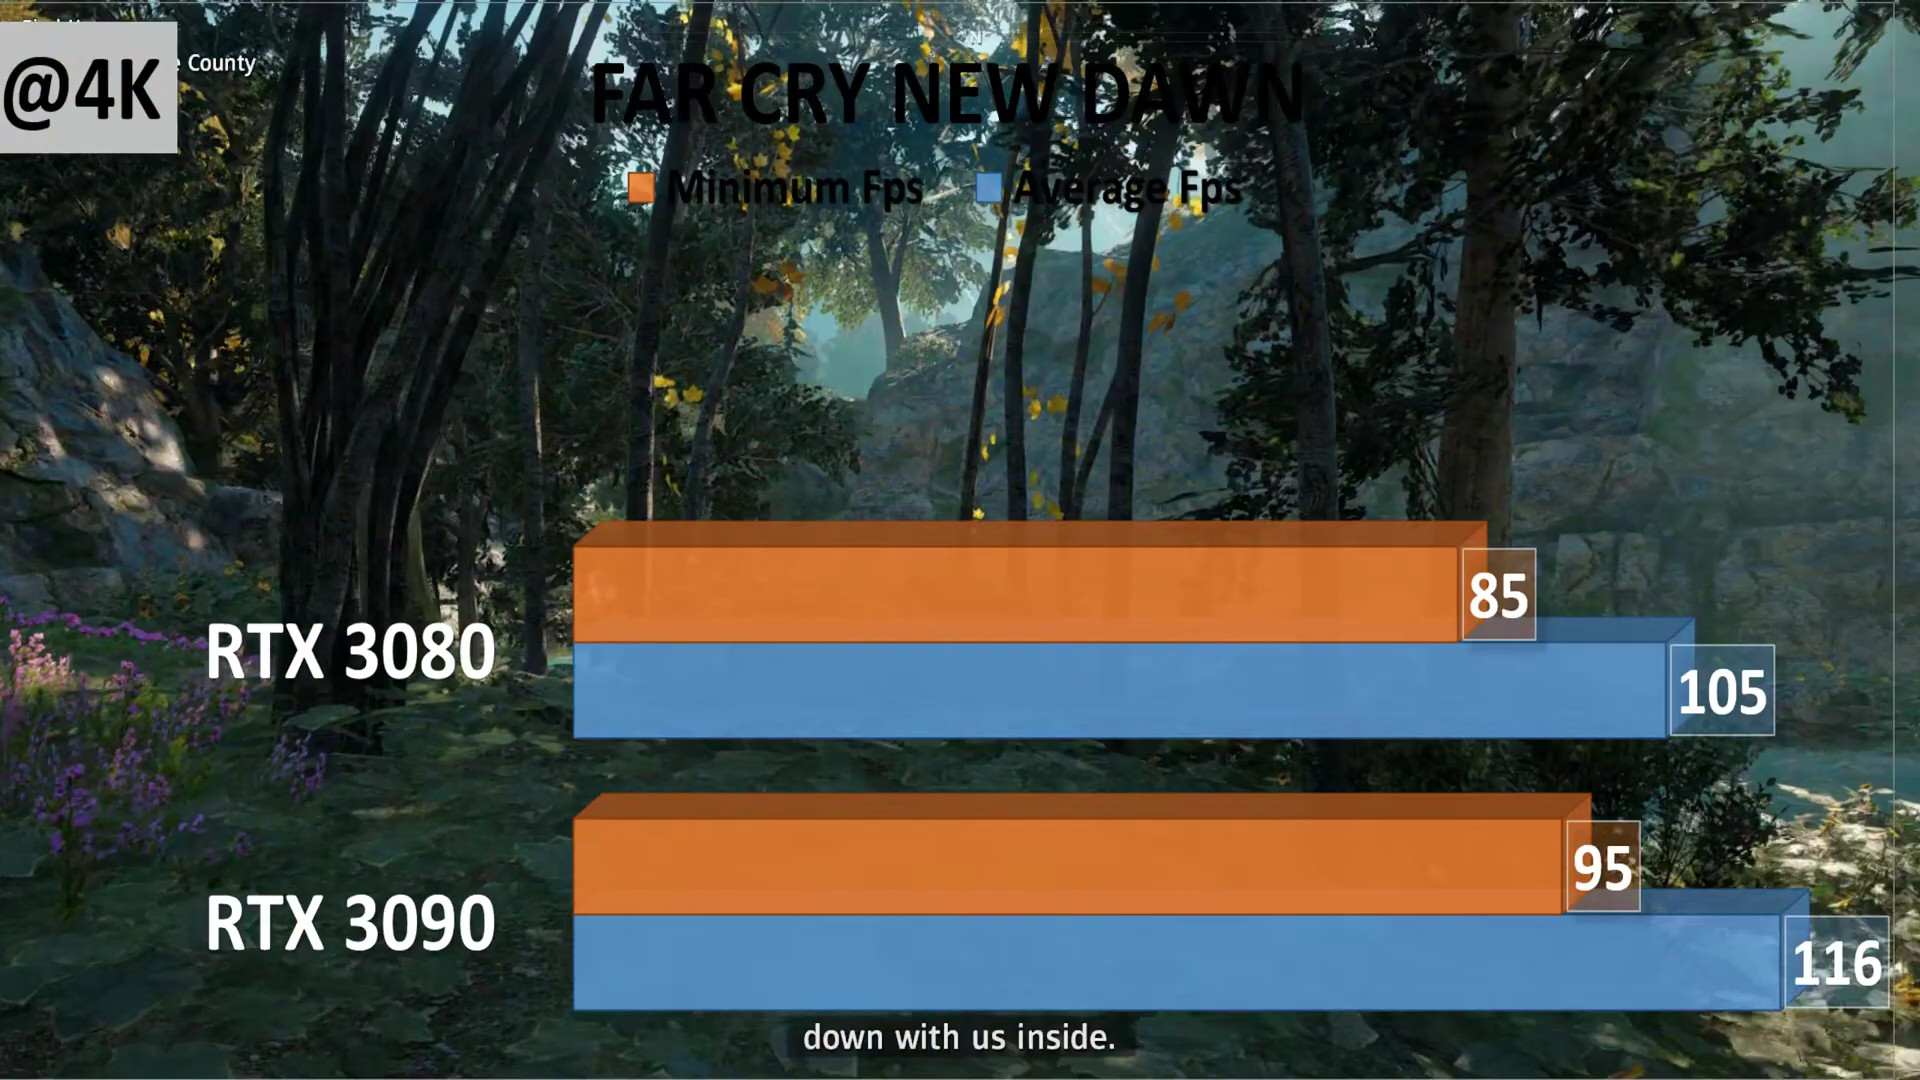 @4K
County
FAR CRY NEW DAWN
Minimum Fps
Average Fps
RTX 3080
85
105
RTX 3090
95
116
down with us inside.